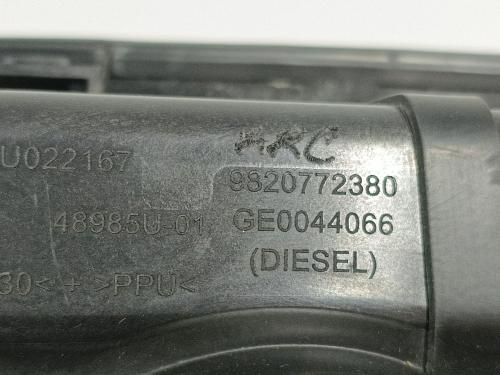 ARC
U022167
9820772380
48985U-01
GE0044066
(DIESEL)
30< + >PPU<